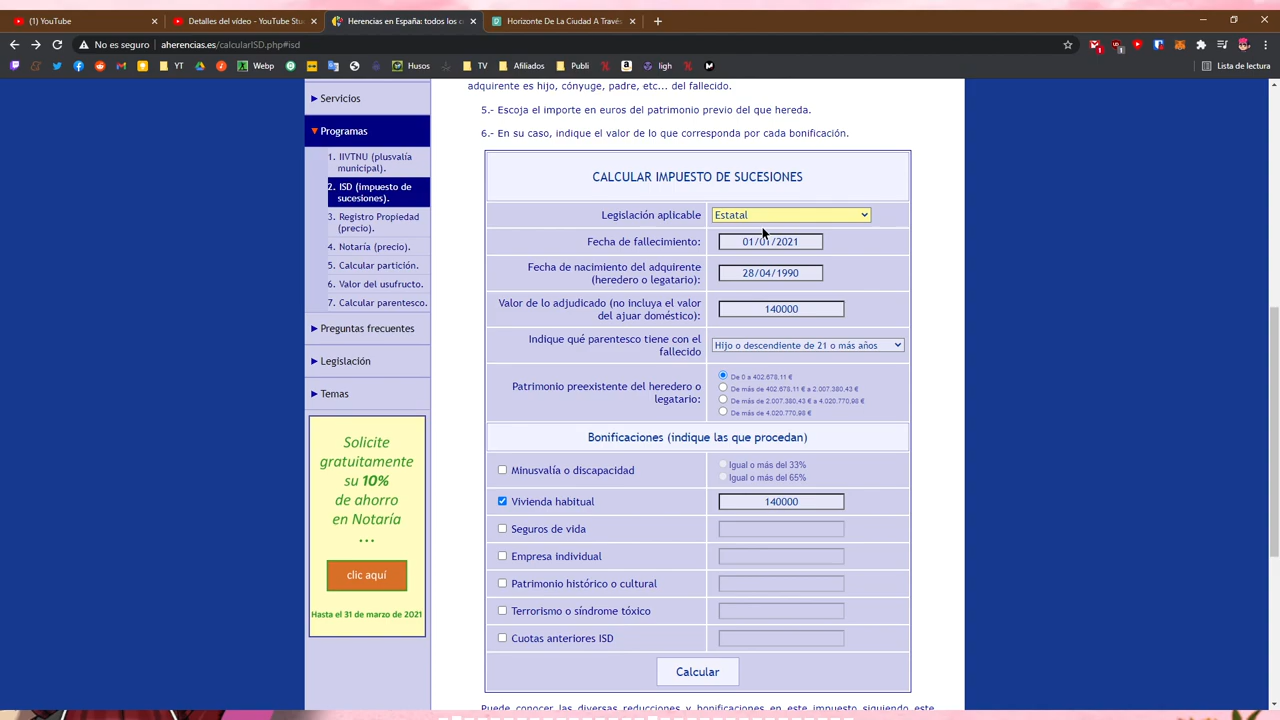 (1) YouTube
Detalles del vídeo - YouTube Stu
Herencias en España: todos los c
Horizonte De La Ciudad A Través
No es seguro
aherencias.es/calcularISD.php#isd
YT
Webp
Husos
TV
Afiliados
Publi
ligh
Lista de lectura
Servicios
Programas
1. IIVTNU (plusvalía
municipal).
2. ISD (impuesto de
sucesiones).
3. Registro Propiedad
(precio).
4. Notaría (precio).
5. Calcular partición.
6. Valor del usufructo.
7. Calcular parentesco.
Preguntas frecuentes
Legislación
Temas
Solicite
gratuitamente
su 10%
de ahorro
en Notaría
...
clic aquí
Hasta el 31 de marzo de 2021
adquirente es hijo, cónyuge, padre, etc... del fallecido.
5.- Escoja el importe en euros del patrimonio previo del que hereda.
6.- En su caso, indique el valor de lo que corresponda por cada bonificación.
CALCULAR IMPUESTO DE SUCESIONES
Legislación aplicable
Estatal
Fecha de fallecimiento:
01/01/2021
Fecha de nacimiento del adquirente
(heredero o legatario):
28/04/1990
Valor de lo adjudicado (no incluya el valor
del ajuar doméstico):
140000
Indique qué parentesco tiene con el
fallecido
Hijo o descendiente de 21 o más años
Patrimonio preexistente del heredero o
legatario:
De 0 a 402.678,11 €
De más de 402.678,11 € a 2.007.380,43 €
De más de 2.007.380,43 € a 4.020.770,98 €
De más de 4.020.770,98 €
Bonificaciones (indique las que procedan)
Minusvalía o discapacidad
Igual o más del 33%
Igual o más del 65%
Vivienda habitual
140000
Seguros de vida
Empresa individual
Patrimonio histórico o cultural
Terrorismo o síndrome tóxico
Cuotas anteriores ISD
Calcular
Puede conocer las diversas reducciones y bonificaciones en este impuesto siguiendo este